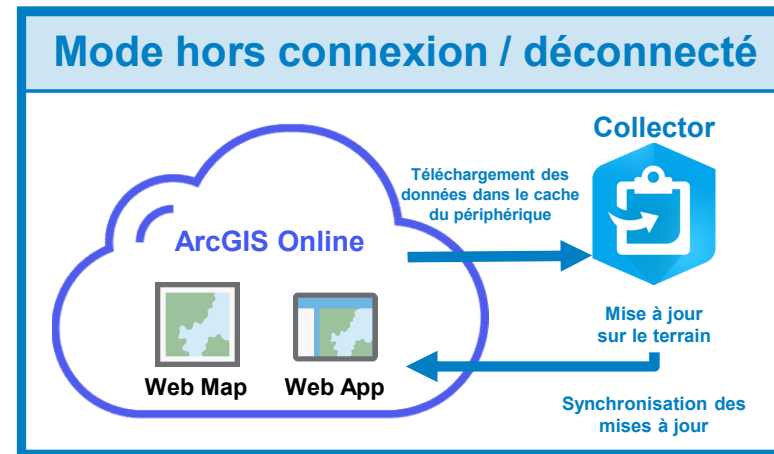 Mode hors connexion / déconnecté
Collector
Téléchargement des
données dans le cache
du périphérique
ArcGIS Online
Web Map
Web App
Mise à jour
sur le terrain
Synchronisation des
mises à jour